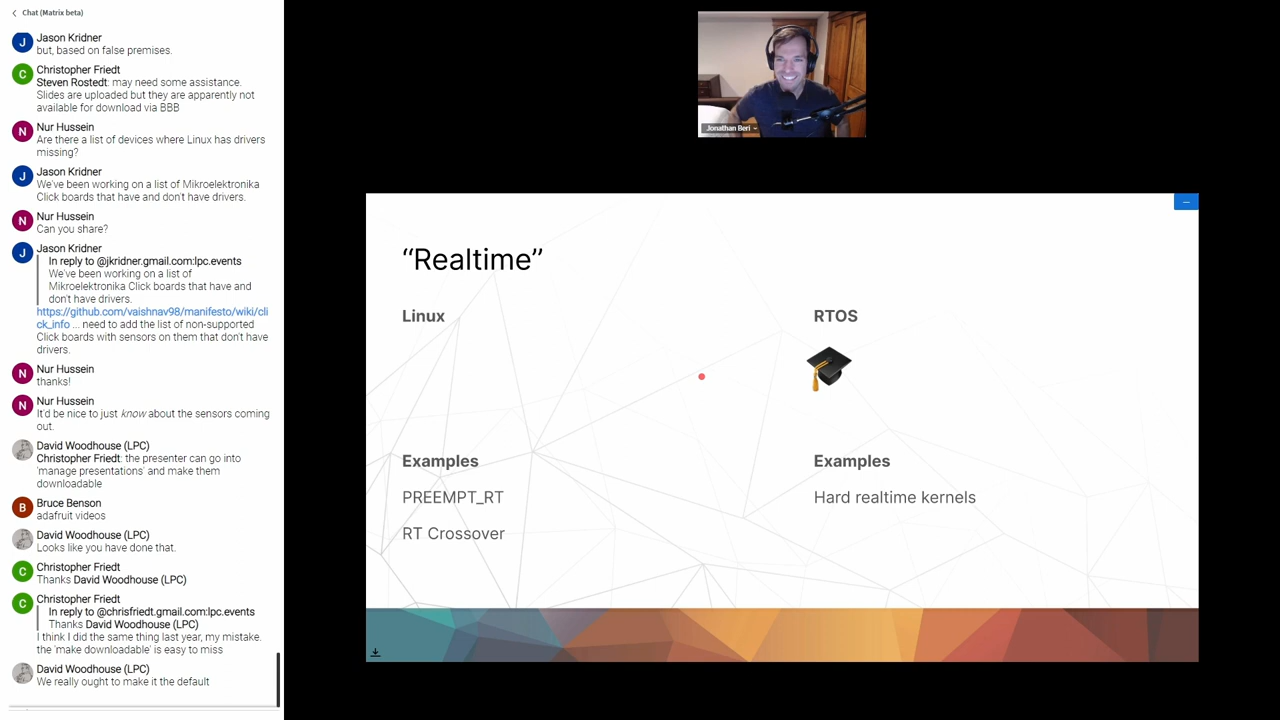 Chat (Matrix beta)
Jason Kridner
but, based on false premises.
Christopher Friedt
Steven Rostedt: may need some assistance.
Slides are uploaded but they are apparently not
available for download via BBB
Nur Hussein
Are there a list of devices where Linux has drivers
missing?
Jason Kridner
We've been working on a list of Mikroelektronika
Click boards that have and don't have drivers.
Nur Hussein
Can you share?
Jason Kridner
In reply to @jkridner.gmail.com:lpc.events
We've been working on a list of
Mikroelektronika Click boards that have and
don't have drivers.
https://github.com/vaishnav98/manifesto/wiki/cli
ck_info ... need to add the list of non-supported
Click boards with sensors on them that don't have
drivers.
Nur Hussein
thanks!
Nur Hussein
It'd be nice to just know about the sensors coming
out.
David Woodhouse (LPC)
Christopher Friedt: the presenter can go into
'manage presentations' and make them
downloadable
Bruce Benson
adafruit videos
David Woodhouse (LPC)
Looks like you have done that.
Christopher Friedt
Thanks David Woodhouse (LPC)
Christopher Friedt
In reply to @chrisfriedt.gmail.com:lpc.events
Thanks David Woodhouse (LPC)
I think I did the same thing last year, my mistake.
the 'make downloadable' is easy to miss
David Woodhouse (LPC)
We really ought to make it the default
Jonathan Beri
“Realtime”
Linux
Examples
PREEMPT_RT
RT Crossover
RTOS
Examples
Hard realtime kernels